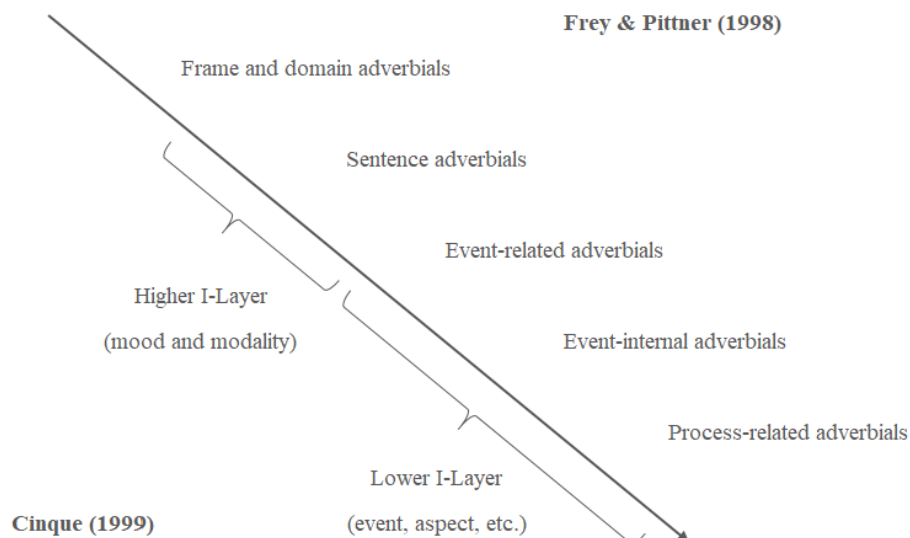 Frey & Pittner (1998)
Frame and domain adverbials
Sentence adverbials
Event-related adverbials
Higher I-Layer
(mood and modality)
Event-internal adverbials
Process-related adverbials
Lower I-Layer
(event, aspect, etc.)
Cinque (1999)